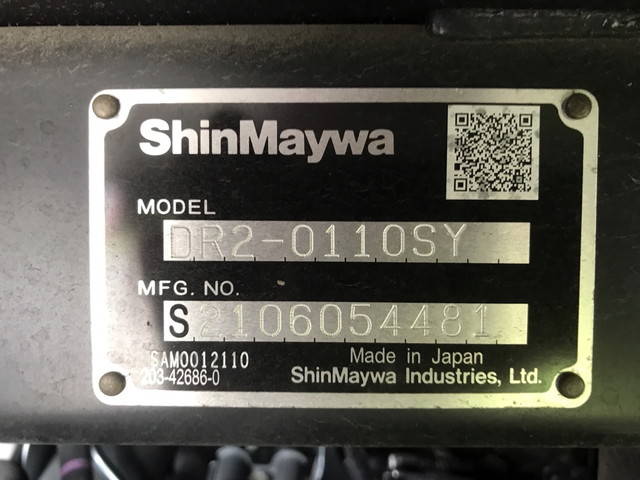 ShinMaywa
MODEL
DR2-0110SY
MFG. NO.
S2106054481
SAM0012110
203-42686-0
Made in Japan
ShinMaywa Industries, Ltd.